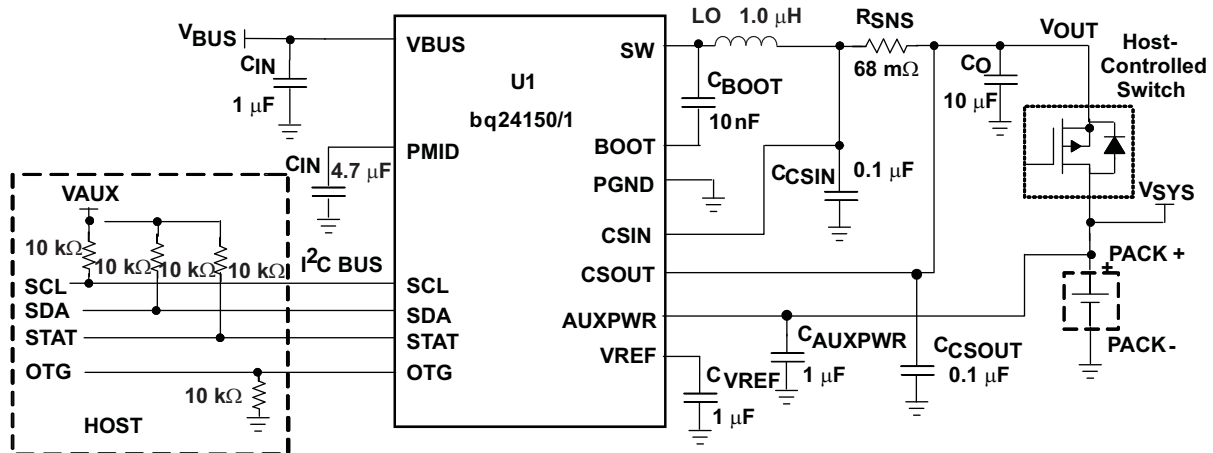 LO 1.0 μH
RSNS
68 mΩ
VOUT
Host-
Controlled
Switch
VBUS
CIN
1 μF
VBUS
U1
bq24150/1
SW
CBOOT
10 nF
CO
10 μF
BOOT
PMID
CIN
4.7 μF
PGND
CCSIN
0.1 μF
VSYS
VAUX
10 kΩ
10 kΩ
10 kΩ
I2C BUS
CSIN
CSOUT
PACK +
+
SCL
SCL
SDA
SDA
AUXPWR
STAT
STAT
VREF
CAUXPWR
1 μF
CCSOUT
0.1 μF
PACK-
OTG
OTG
CVREF
1 μF
10 kΩ
HOST